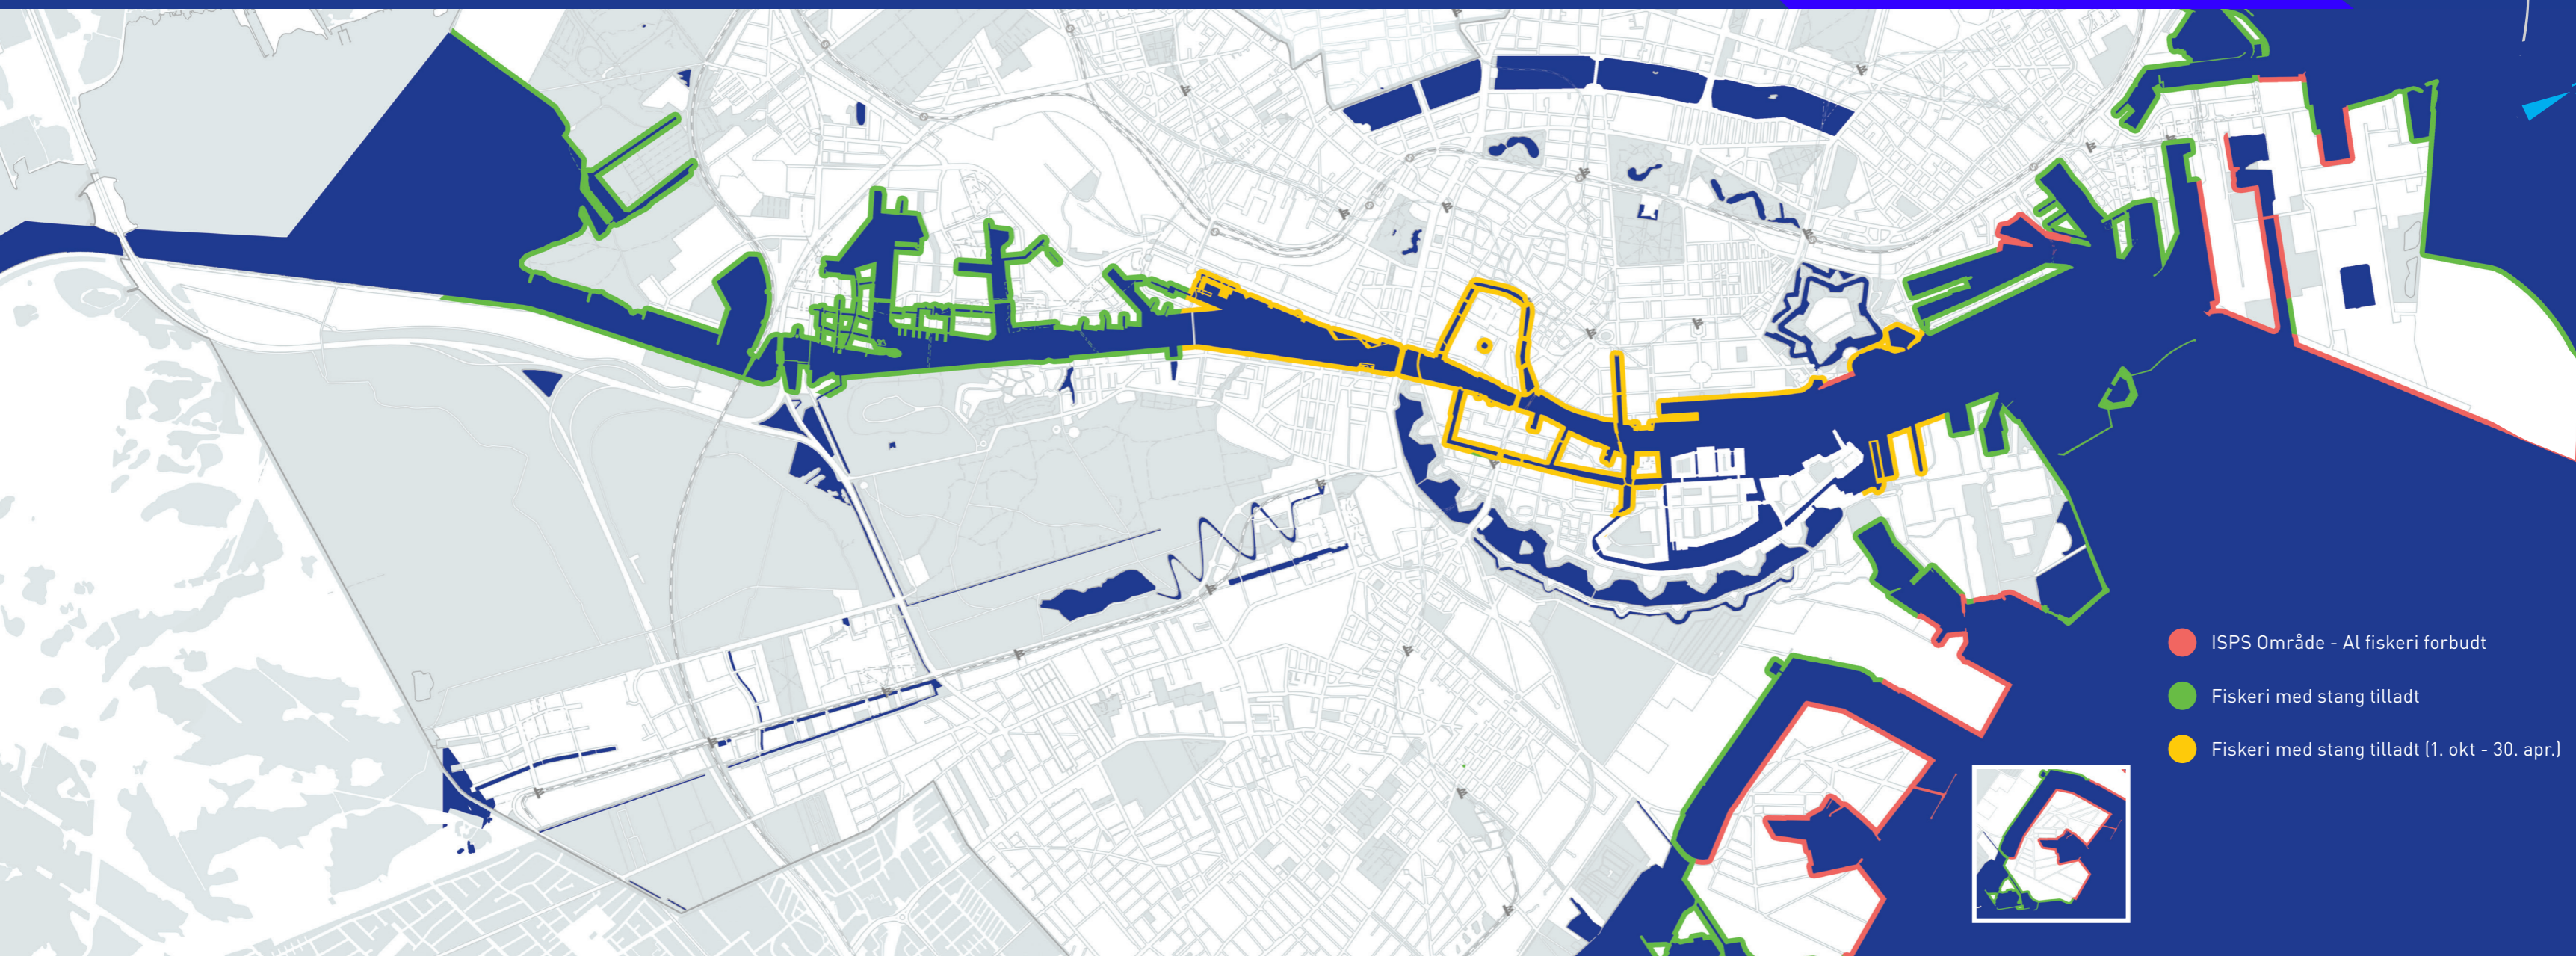 ISPS Område - Al fiskeri forbudt
Fiskeri med stang tilladt
Fiskeri med stang tilladt (1. okt - 30. apr.)